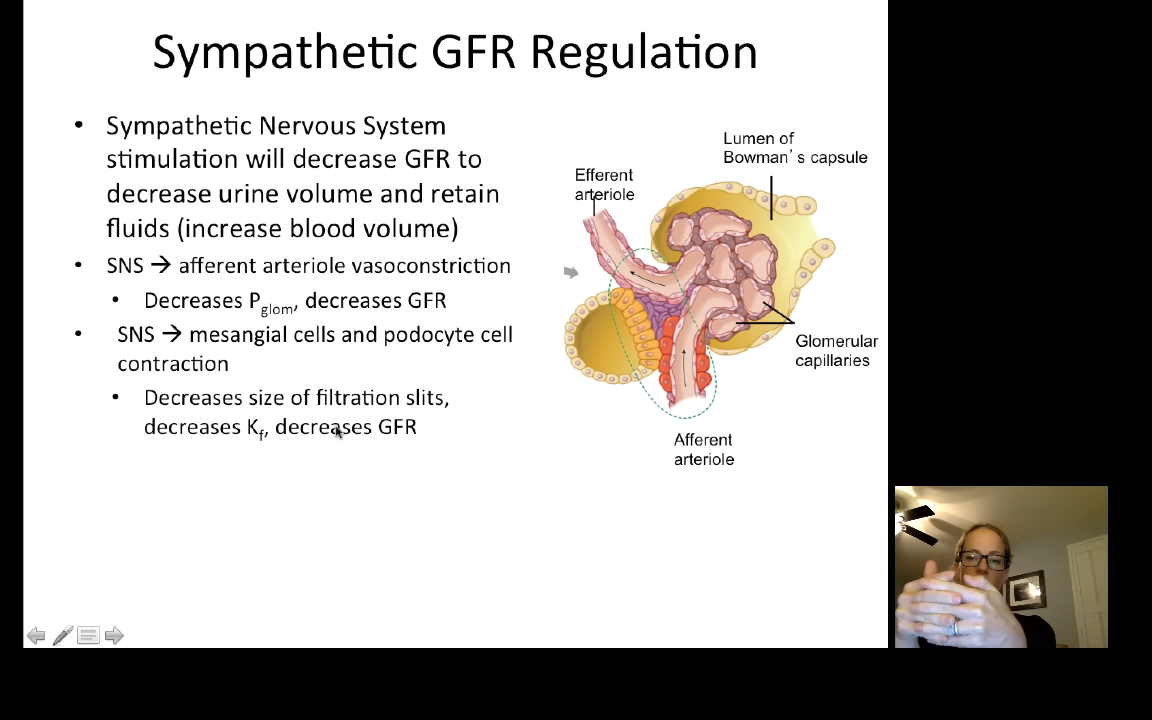 Sympathetic GFR Regulation
• Sympathetic Nervous System
stimulation will decrease GFR to
decrease urine volume and retain
fluids (increase blood volume)
• SNS → afferent arteriole vasoconstriction
• Decreases Pglom, decreases GFR
• SNS → mesangial cells and podocyte cell
contraction
• Decreases size of filtration slits,
decreases Kf, decreases GFR
Lumen of
Bowman's capsule
Efferent
arteriole
Glomerular
capillaries
Afferent
arteriole